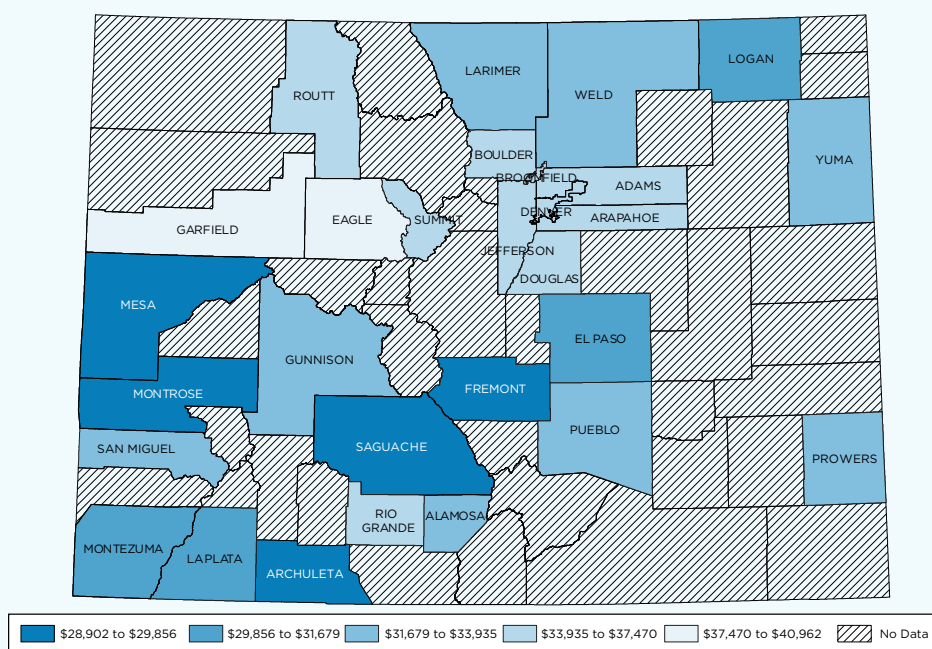 LOGAN
LARIMER
WELD
ROUTT
BOULDER
YUMA
BROOMFIELD
ADAMS
DENVER
ARAPAHOE
EAGLE
SUMMIT
GARFIELD
JEFFERSON
DOUGLAS
MESA
EL PASO
GUNNISON
FREMONT
MONTROSE
PUEBLO
SAN MIGUEL
SAGUACHE
PROWERS
RIO
GRANDE
ALAMOSA
MONTEZUMA
LA PLATA
ARCHULETA
$28,902 to $29,856 $29,856 to $31,679 $31,679 to $33,935 $33,935 to $37,470 $37,470 to $40,962 No Data